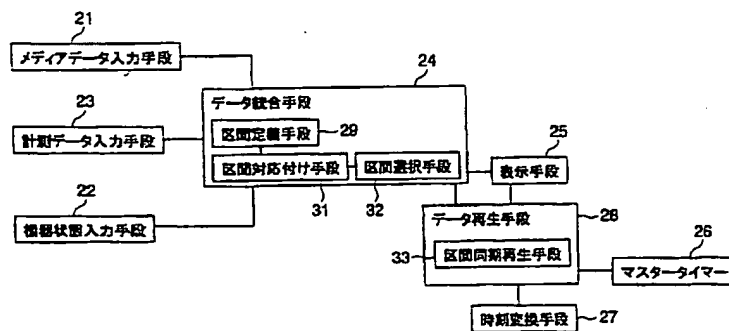 21
メディアデータ入力手段
24
データ統合手段
23
計測データ入力手段
区間定義手段
29
25
区間対応付け手段
区間選択手段
表示手段
31
32
22
機器状態入力手段
データ再生手段
28
33
区間同期再生手段
26
マスタータイマー
時刻変換手段
27